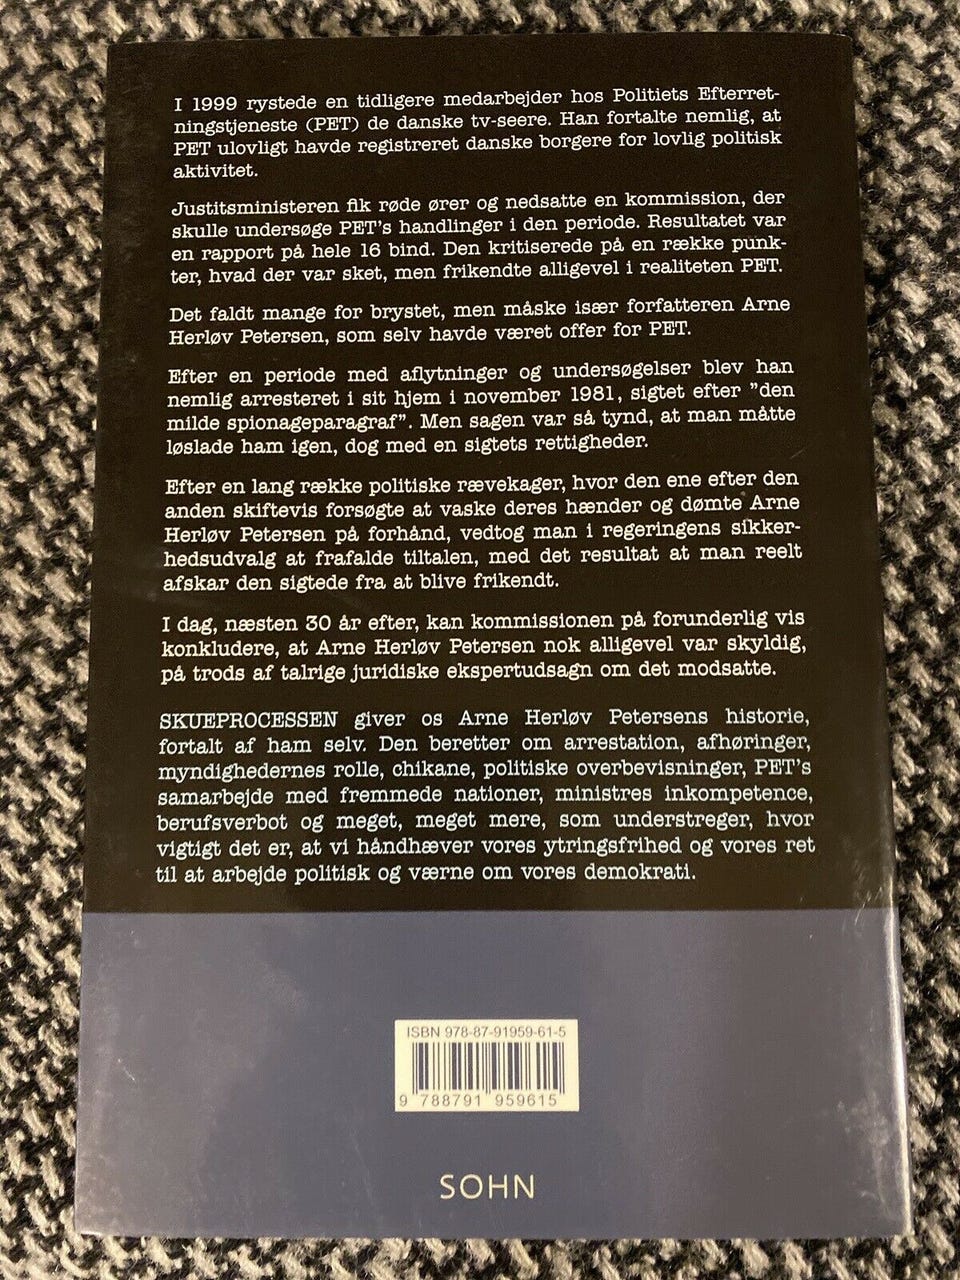 I 1999 rystede en tidligere medarbejder hos Politiets Efterret-
ningstjeneste (PET) de danske tv-seere. Han fortalte nemlig, at
PET ulovligt havde registreret danske borgere for lovlig politisk
aktivitet.
Justitsministeren fik røde ører og nedsatte en kommission, der
skulle undersøge PET's handlinger i den periode. Resultatet var
en rapport på hele 16 bind. Den kritiserede på en række punk-
ter, hvad der var sket, men frikendte alligevel i realiteten PET.
Det faldt mange for brystet, men måske især forfatteren Arne
Herløv Petersen, som selv havde været offer for PET.
Efter en periode med aflytninger og undersøgelser blev han
nemlig arresteret i sit hjem i november 1981, sigtet efter "den
milde spionageparagraf". Men sagen var så tynd, at man måtte
løslade ham igen, dog med en sigtets rettigheder.
Efter en lang række politiske rævekager, hvor den ene efter den
anden skiftevis forsøgte at vaske deres hænder og dømte Arne
Herløv Petersen på forhånd, vedtog man i regeringens sikker-
hedsudvalg at frafalde tiltalen, med det resultat at man reelt
afskar den sigtede fra at blive frikendt.
I dag, næsten 30 år efter, kan kommissionen på forunderlig vis
konkludere, at Arne Herløv Petersen nok alligevel var skyldig,
på trods af talrige juridiske ekspertudsagn om det modsatte.
SKUEPROCESSEN giver os Arne Herløv Petersens historie,
fortalt af ham selv. Den beretter om arrestation, afhøringer,
myndighedernes rolle, chikane, politiske overbevisninger, PET's
samarbejde med fremmede nationer, ministres inkompetence,
berufsverbot og meget, meget mere, som understreger, hvor
vigtigt det er, at vi håndhæver vores ytringsfrihed og vores ret
til at arbejde politisk og værne om vores demokrati.
ISBN 978-87-91959-61-5
9 788791 959615
SOHN